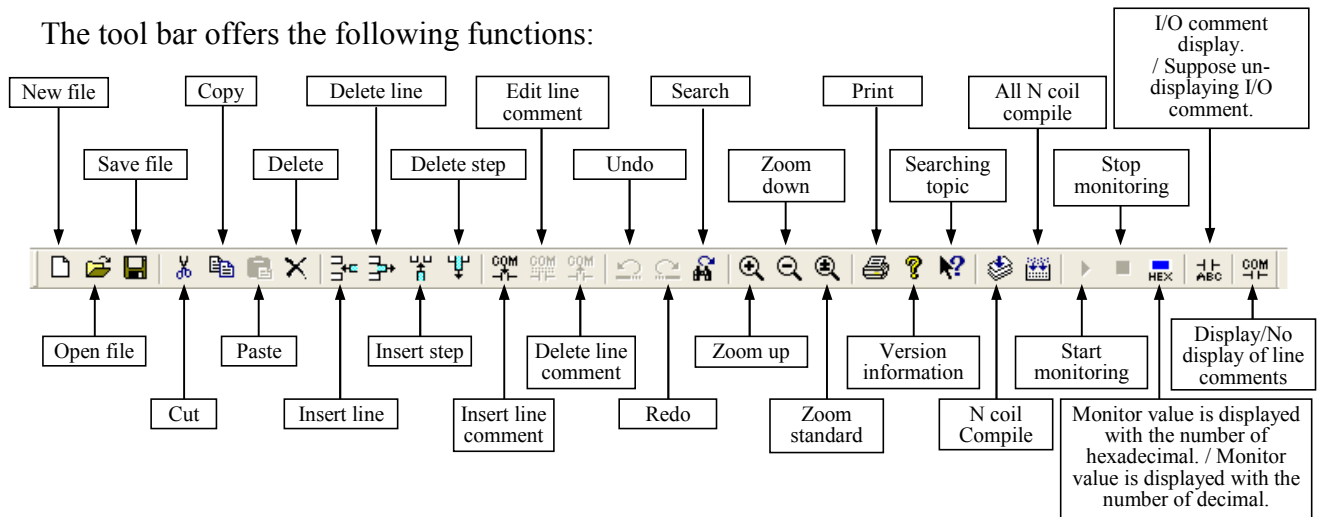 The tool bar offers the following functions:
I/O comment
display.
/ Suppose un-
displaying I/O
comment.
New file
Copy
Delete line
Edit line
comment
Search
Print
All N coil
compile
Save file
Delete
Delete step
Undo
Zoom
down
Searching
topic
Stop
monitoring
COM
COM
COM
HEX
ABC
COM
Open file
Paste
Insert step
Delete line
comment
Zoom up
Version
information
Start
monitoring
Display/No
display of line
comments
Cut
Insert line
Insert line
comment
Redo
Zoom
standard
N coil
Compile
Monitor value is displayed
with the number of
hexadecimal. / Monitor
value is displayed with the
number of decimal.